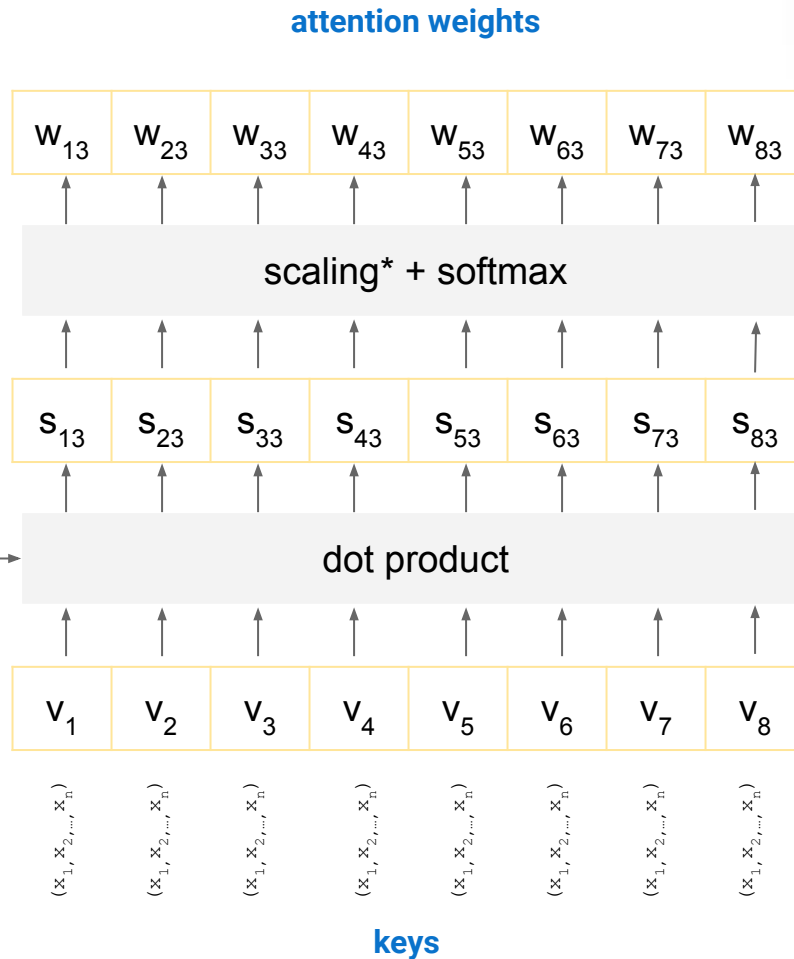 attention weights
w₁₃ w₂₃ w₃₃ w₄₃ w₅₃ w₆₃ w₇₃ w₈₃
scaling* + softmax
s₁₃ s₂₃ s₃₃ s₄₃ s₅₃ s₆₃ s₇₃ s₈₃
dot product
v₁ v₂ v₃ v₄ v₅ v₆ v₇ v₈
(x₁, x₂,…, xₙ) (x₁, x₂,…, xₙ) (x₁, x₂,…, xₙ) (x₁, x₂,…, xₙ) (x₁, x₂,…, xₙ) (x₁, x₂,…, xₙ) (x₁, x₂,…, xₙ) (x₁, x₂,…, xₙ)
keys